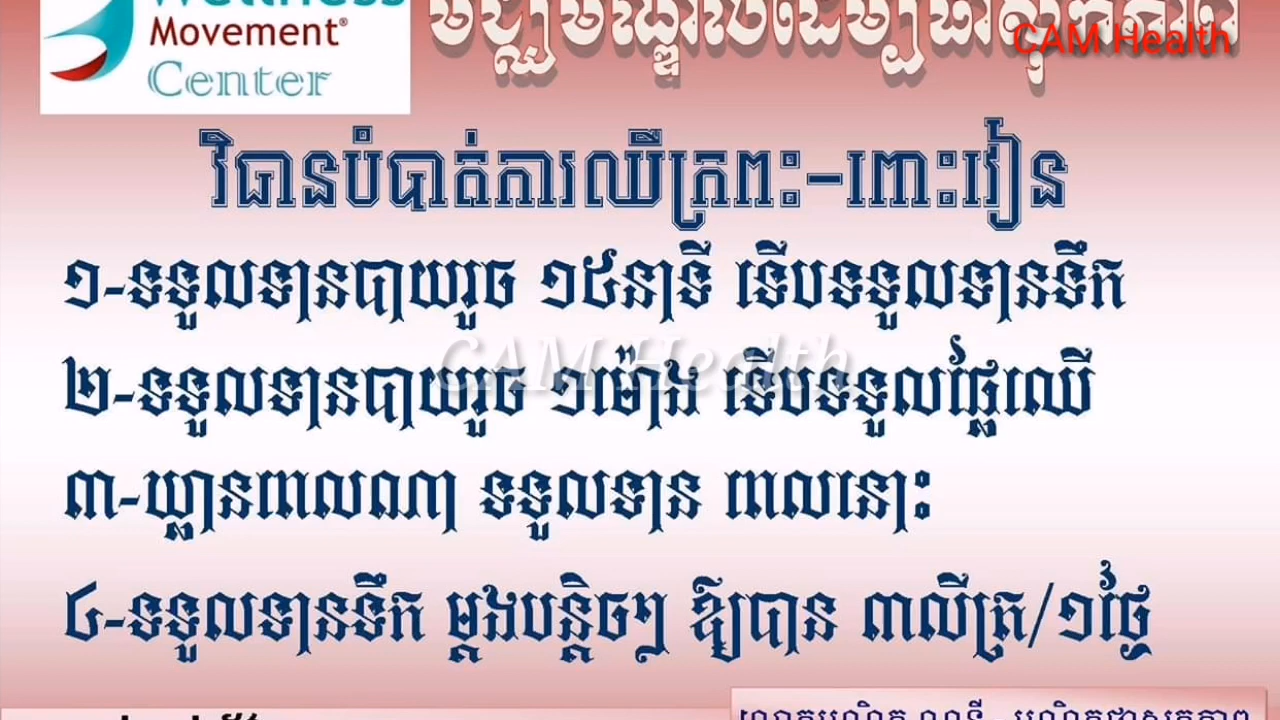 Wellness
Movement®
Center
CAM Health
វិធានបំបាត់ការឈឺក្រពះ-ពោះវៀន
១-ទទួលទានបាយរួច ១៥នាទី ទើបទទួលទានទឹក
CAM Health
២-ទទួលទានបាយរួច ១ម៉ោង ទើបទទួលផ្លែឈើ
៣-ឃ្លានពេលណា ទទួលទាន ពេលនោះ
៤-ទទួលទានទឹក ម្ដងបន្តិចៗ ឱ្យបាន ៣លីត្រ/១ថ្ងៃ